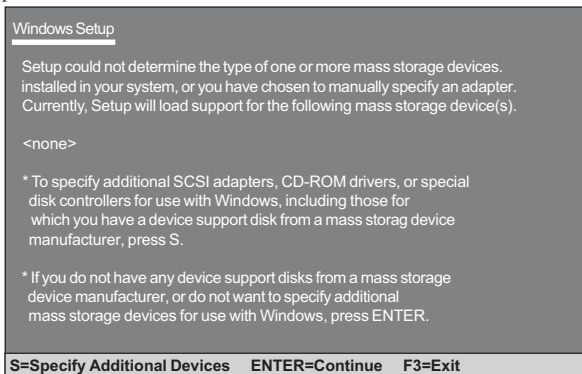 Windows Setup
Setup could not determine the type of one or more mass storage devices.
installed in your system, or you have chosen to manually specify an adapter.
Currently, Setup will load support for the following mass storage device(s).
<none>
* To specify additional SCSI adapters, CD-ROM drivers, or special
disk controllers for use with Windows, including those for
which you have a device support disk from a mass storag device
manufacturer, press S.
* If you do not have any device support disks from a mass storage
device manufacturer, or do not want to specify additional
mass storage devices for use with Windows, press ENTER.
S=Specify Additional Devices ENTER=Continue F3=Exit